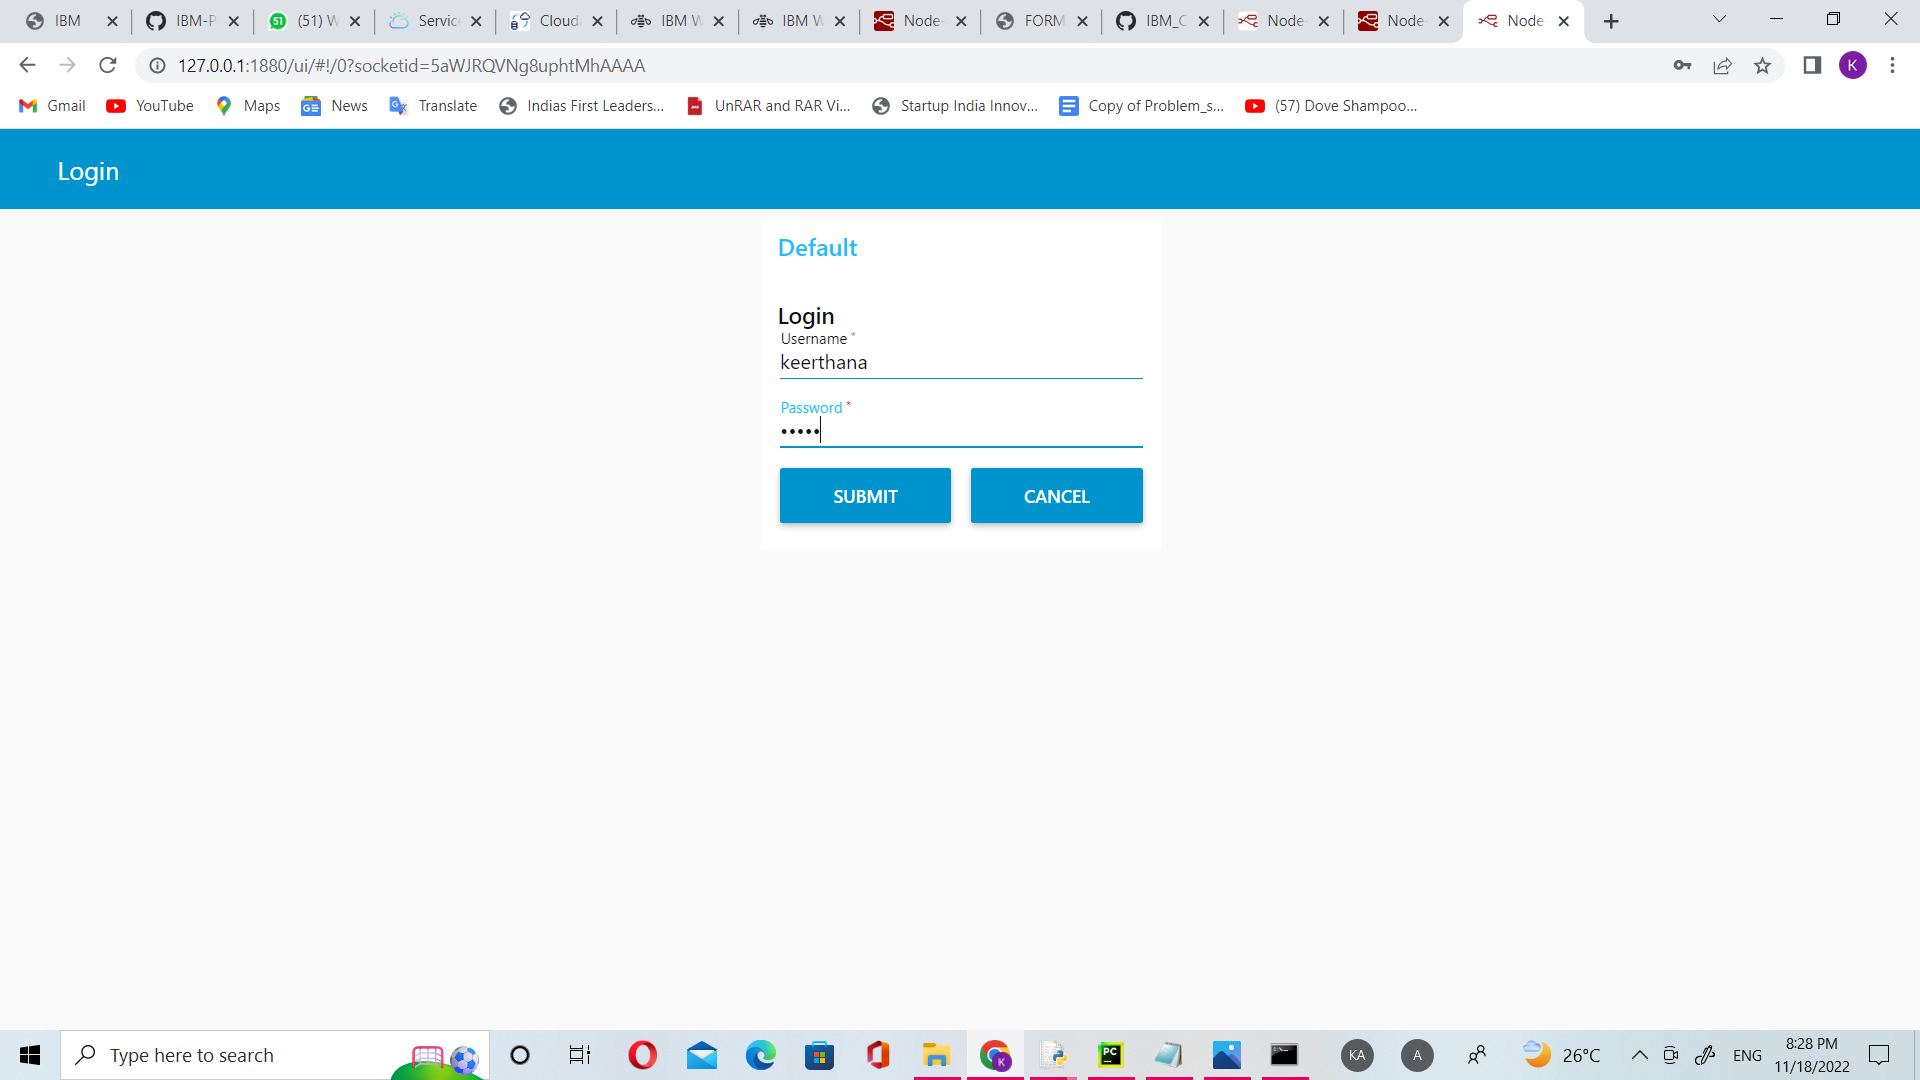 IBM
IBM-P
(51) W
Servic
Cloud
IBM W
IBM W
Node-
FORM
IBM_C
Node-
Node-
Node-
127.0.0.1:1880/ui/#!/0?socketid=5aWJRQVNg8uphtMhAAAA
K
Gmail
YouTube
Maps
News
Translate
Indias First Leaders...
UnRAR and RAR Vi...
Startup India Innov...
Copy of Problem_s...
(57) Dove Shampoo...
Login
Default
Login
Username *
keerthana
Password *
•••••
SUBMIT
CANCEL
Type here to search
KA
A
26°C
ENG
8:28 PM
11/18/2022